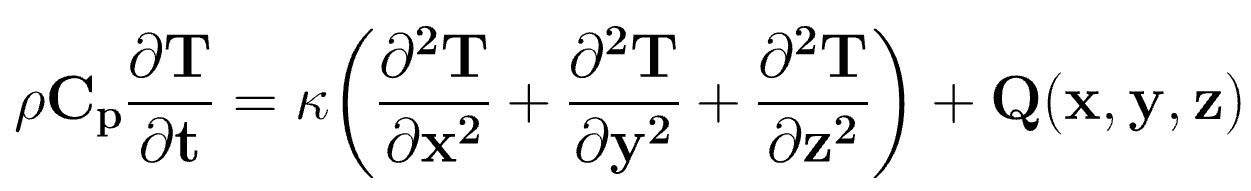 ρC_p ∂T/∂t = κ(∂²T/∂x² + ∂²T/∂y² + ∂²T/∂z²) + Q(x, y, z)